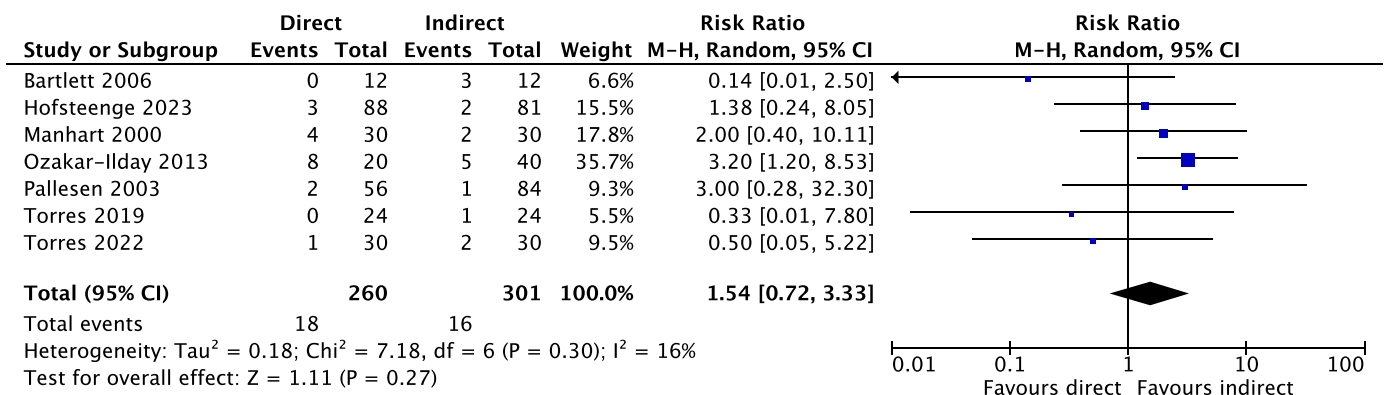 Direct Indirect Risk Ratio Risk Ratio
Study or Subgroup Events Total Events Total Weight M-H, Random, 95% CI M-H, Random, 95% CI
Bartlett 2006 0 12 3 12 6.6% 0.14 [0.01, 2.50]
Hofsteenge 2023 3 88 2 81 15.5% 1.38 [0.24, 8.05]
Manhart 2000 4 30 2 30 17.8% 2.00 [0.40, 10.11]
Ozakar-Ilday 2013 8 20 5 40 35.7% 3.20 [1.20, 8.53]
Pallesen 2003 2 56 1 84 9.3% 3.00 [0.28, 32.30]
Torres 2019 0 24 1 24 5.5% 0.33 [0.01, 7.80]
Torres 2022 1 30 2 30 9.5% 0.50 [0.05, 5.22]
Total (95% CI) 260 301 100.0% 1.54 [0.72, 3.33]
Total events 18 16
Heterogeneity: Tau² = 0.18; Chi² = 7.18, df = 6 (P = 0.30); I² = 16%
Test for overall effect: Z = 1.11 (P = 0.27)
0.01 0.1 1 10 100
Favours direct Favours indirect